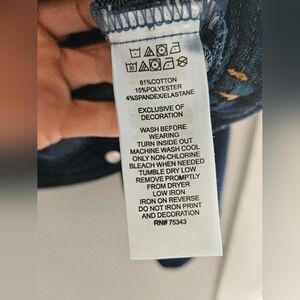 81%COTTON
15%POLYESTER
4%SPANDEX/ELASTANE
EXCLUSIVE OF
DECORATION
WASH BEFORE
WEARING
TURN INSIDE OUT
MACHINE WASH COOL
ONLY NON-CHLORINE
BLEACH WHEN NEEDED
TUMBLE DRY LOW
REMOVE PROMPTLY
FROM DRYER
LOW IRON
IRON ON REVERSE
DO NOT IRON PRINT
AND DECORATION
RN# 75343